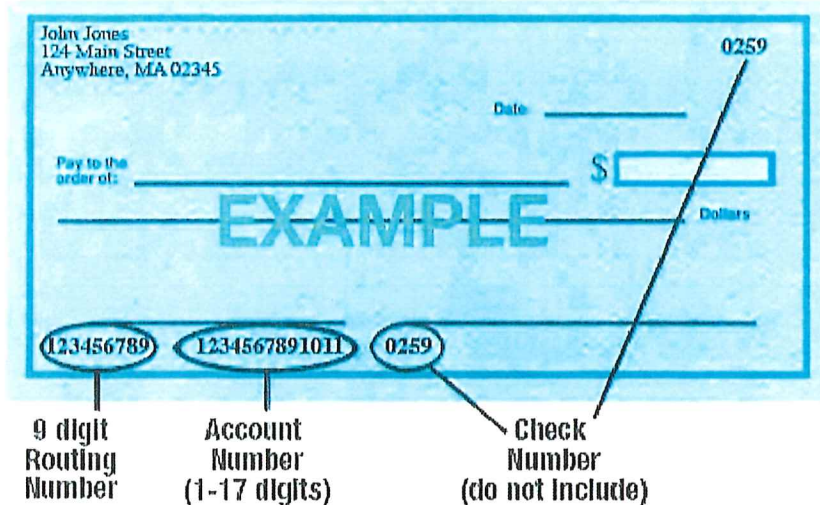 John Jones
124 Main Street
Anywhere, MA 02345
0259
Date
Pay to the
order of:
$
EXAMPLE
Dollars
123456789 1234567891011 0259
9 digit
Routing
Number
Account
Number
(1-17 digits)
Check
Number
(do not include)